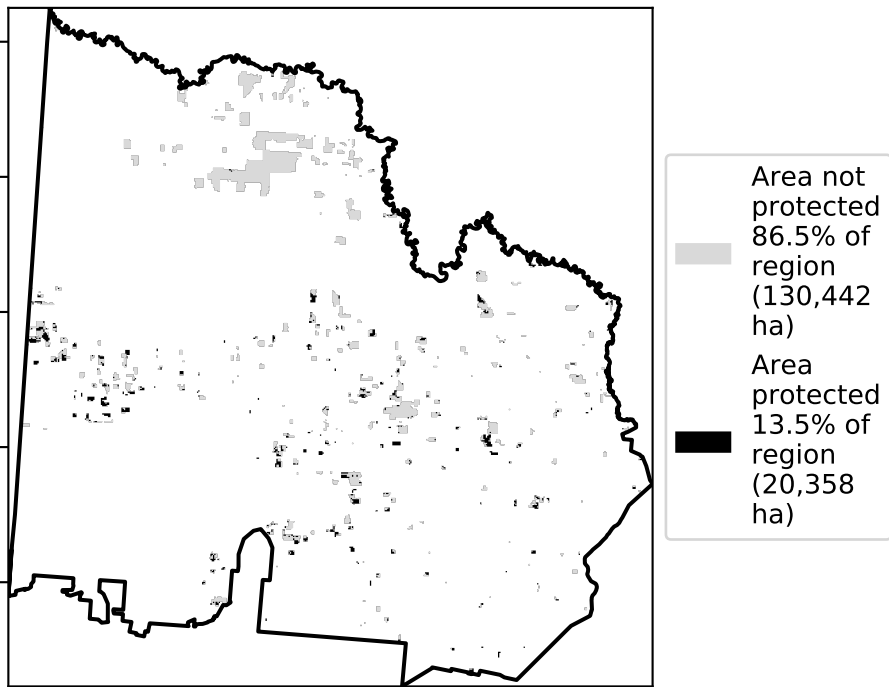 Area not
protected
86.5% of
region
(130,442
ha)
Area
protected
13.5% of
region
(20,358
ha)